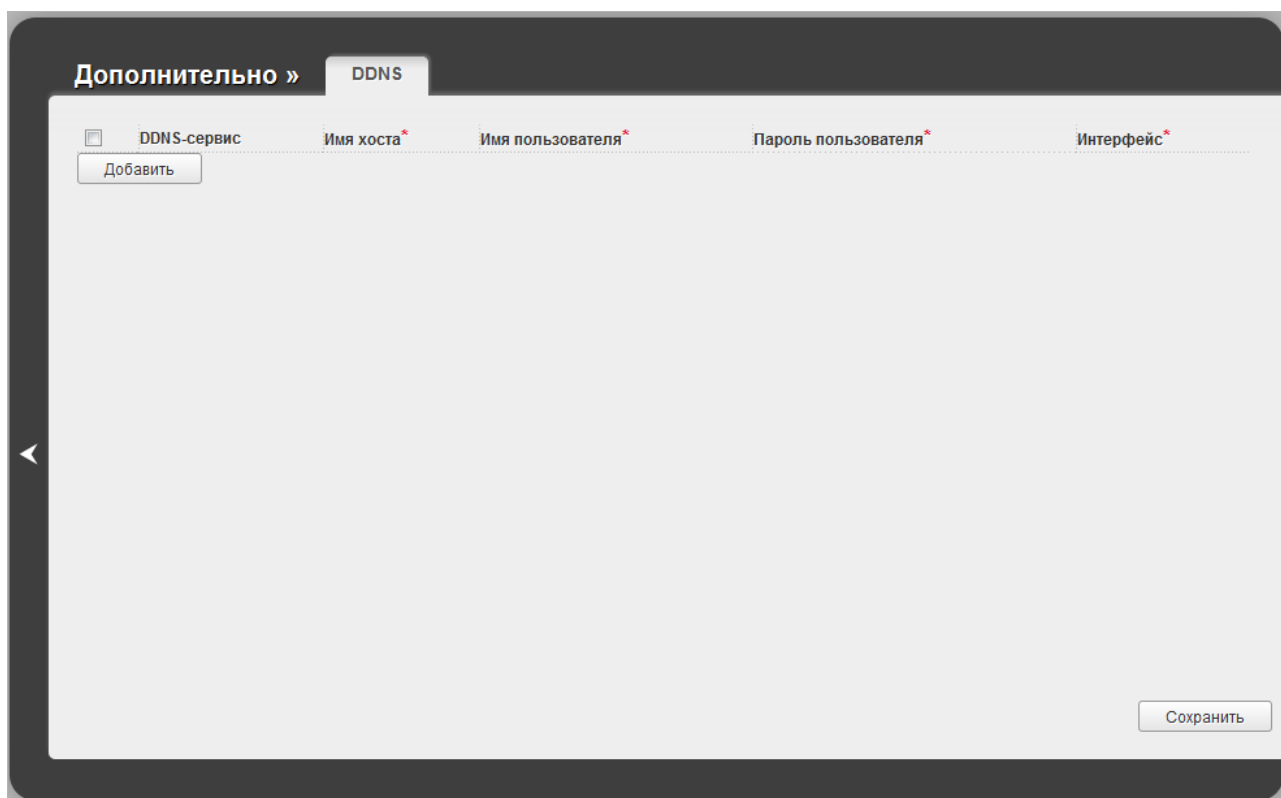 Дополнительно » DDNS
DDNS-сервис Имя хоста* Имя пользователя* Пароль пользователя* Интерфейс*
Добавить
Сохранить